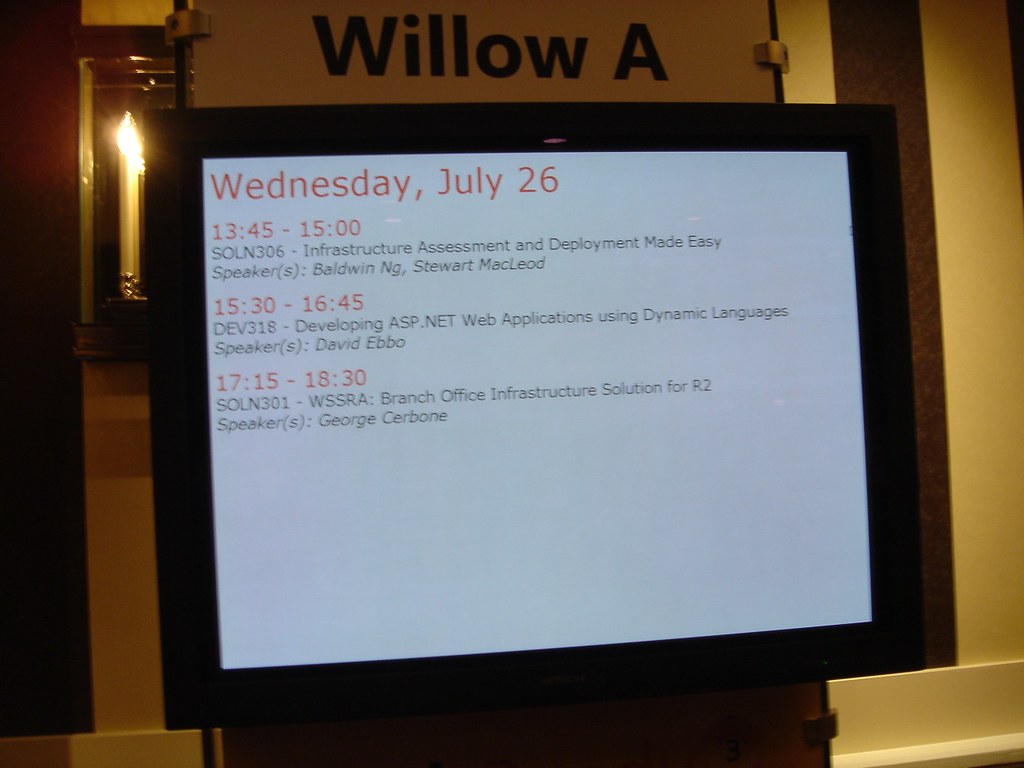 Willow A
Wednesday, July 26
13:45 - 15:00
SOLN306 - Infrastructure Assessment and Deployment Made Easy
Speaker(s): Baldwin Ng, Stewart MacLeod
15:30 - 16:45
DEV318 - Developing ASP.NET Web Applications using Dynamic Languages
Speaker(s): David Ebbo
17:15 - 18:30
SOLN301 - WSSRA: Branch Office Infrastructure Solution for R2
Speaker(s): George Cerbone
3